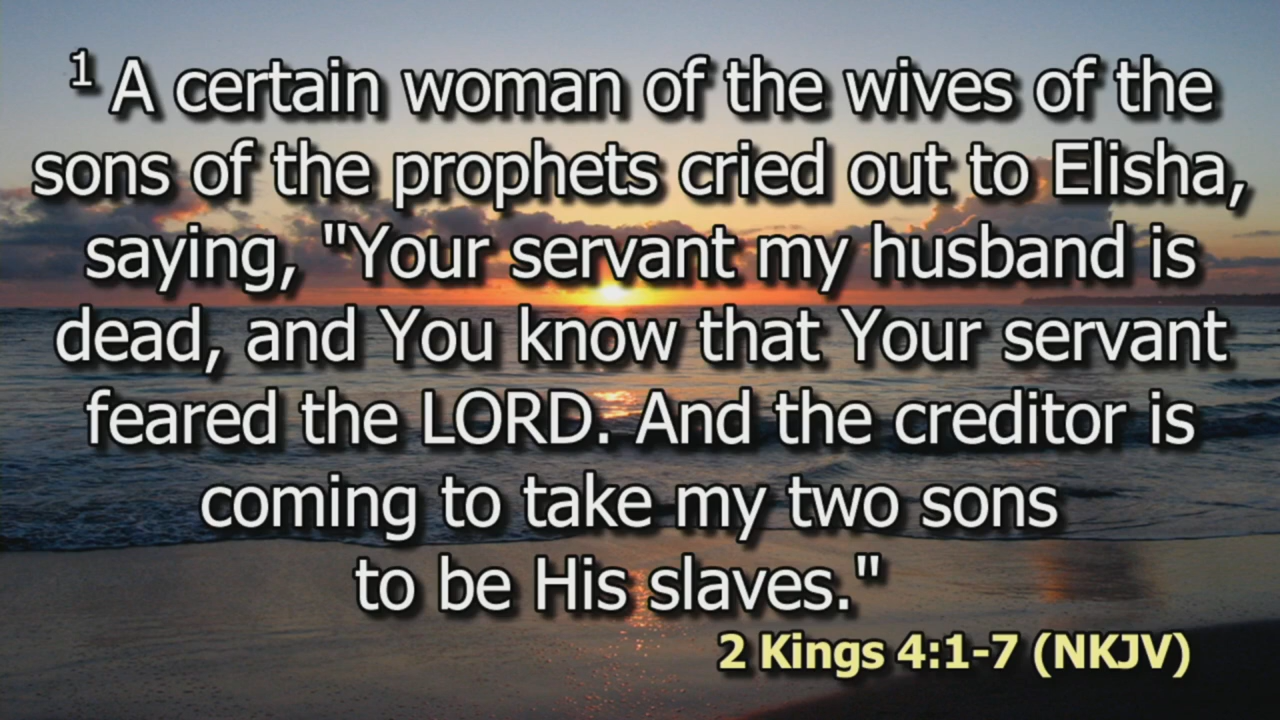 1 A certain woman of the wives of the
sons of the prophets cried out to Elisha,
saying, "Your servant my husband is
dead, and You know that Your servant
feared the LORD. And the creditor is
coming to take my two sons
to be His slaves."
2 Kings 4:1-7 (NKJV)